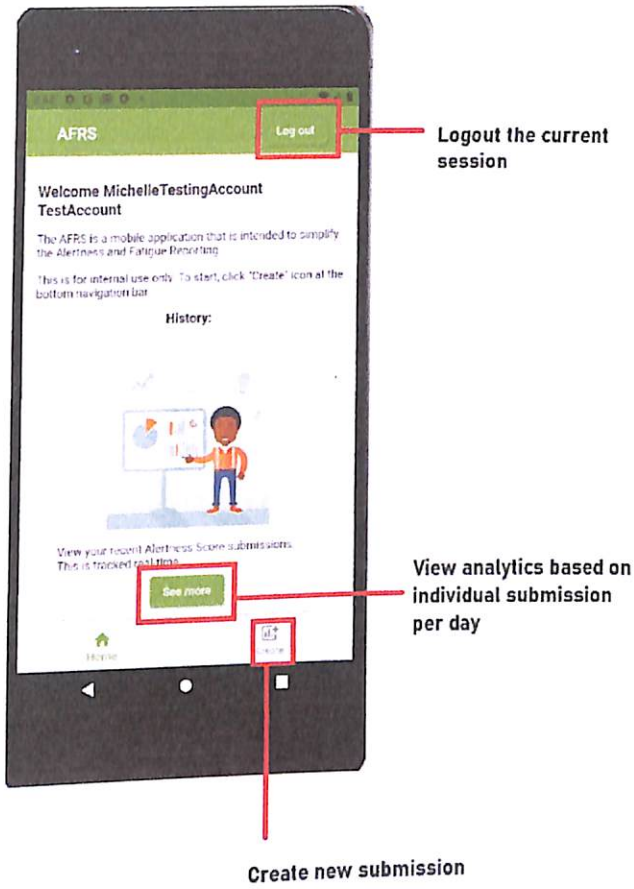 AFRS
Log out
Logout the current
session
Welcome MichelleTestingAccount
TestAccount
The AFRS is a mobile application that is intended to simplify
the Alertness and Fatigue Reporting
This is for internal use only. To start, click "Create" icon at the
bottom navigation bar
History:
View your recent Alertness Score submissions.
This is tracked real-time
See more
View analytics based on
individual submission
per day
Home
Create
Create new submission